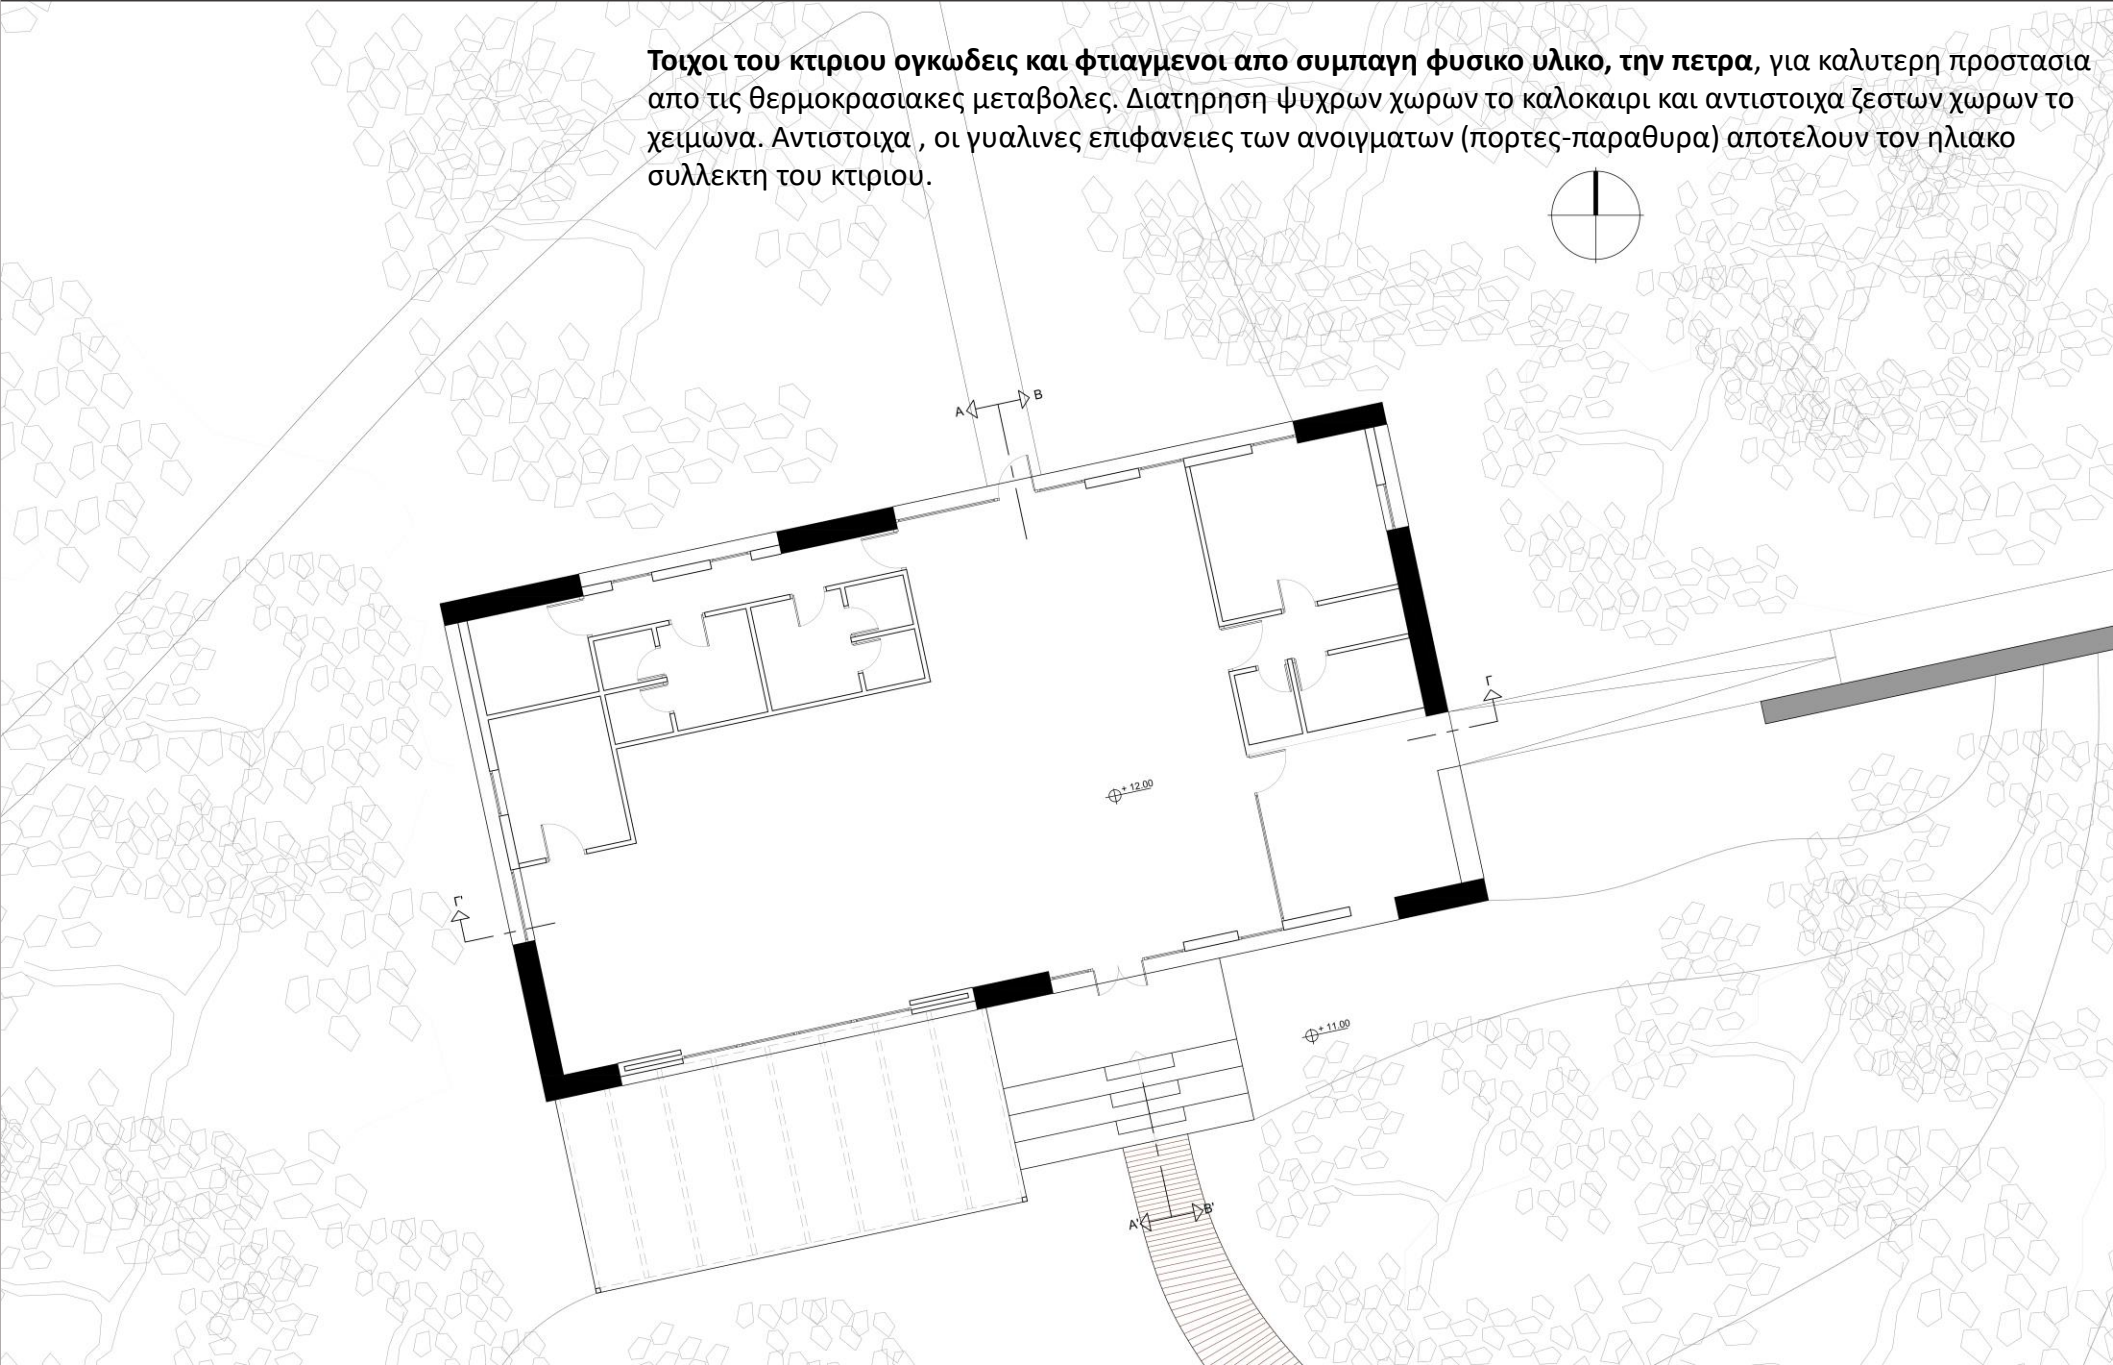 Τοιχοι του κτιριου ογκωδεις και φτιαγμενοι απο συμπαγη φυσικο υλικο, την πετρα, για καλυτερη προστασια
απο τις θερμοκρασιακες μεταβολες. Διατηρηση ψυχρων χωρων το καλοκαιρι και αντιστοιχα ζεστων χωρων το
χειμωνα. Αντιστοιχα , οι γυαλινες επιφανειες των ανοιγματων (πορτες-παραθυρα) αποτελουν τον ηλιακο
συλλεκτη του κτιριου.
Α Β
Γ
+ 12.00
Γ'
+ 11.00
Α' Β'